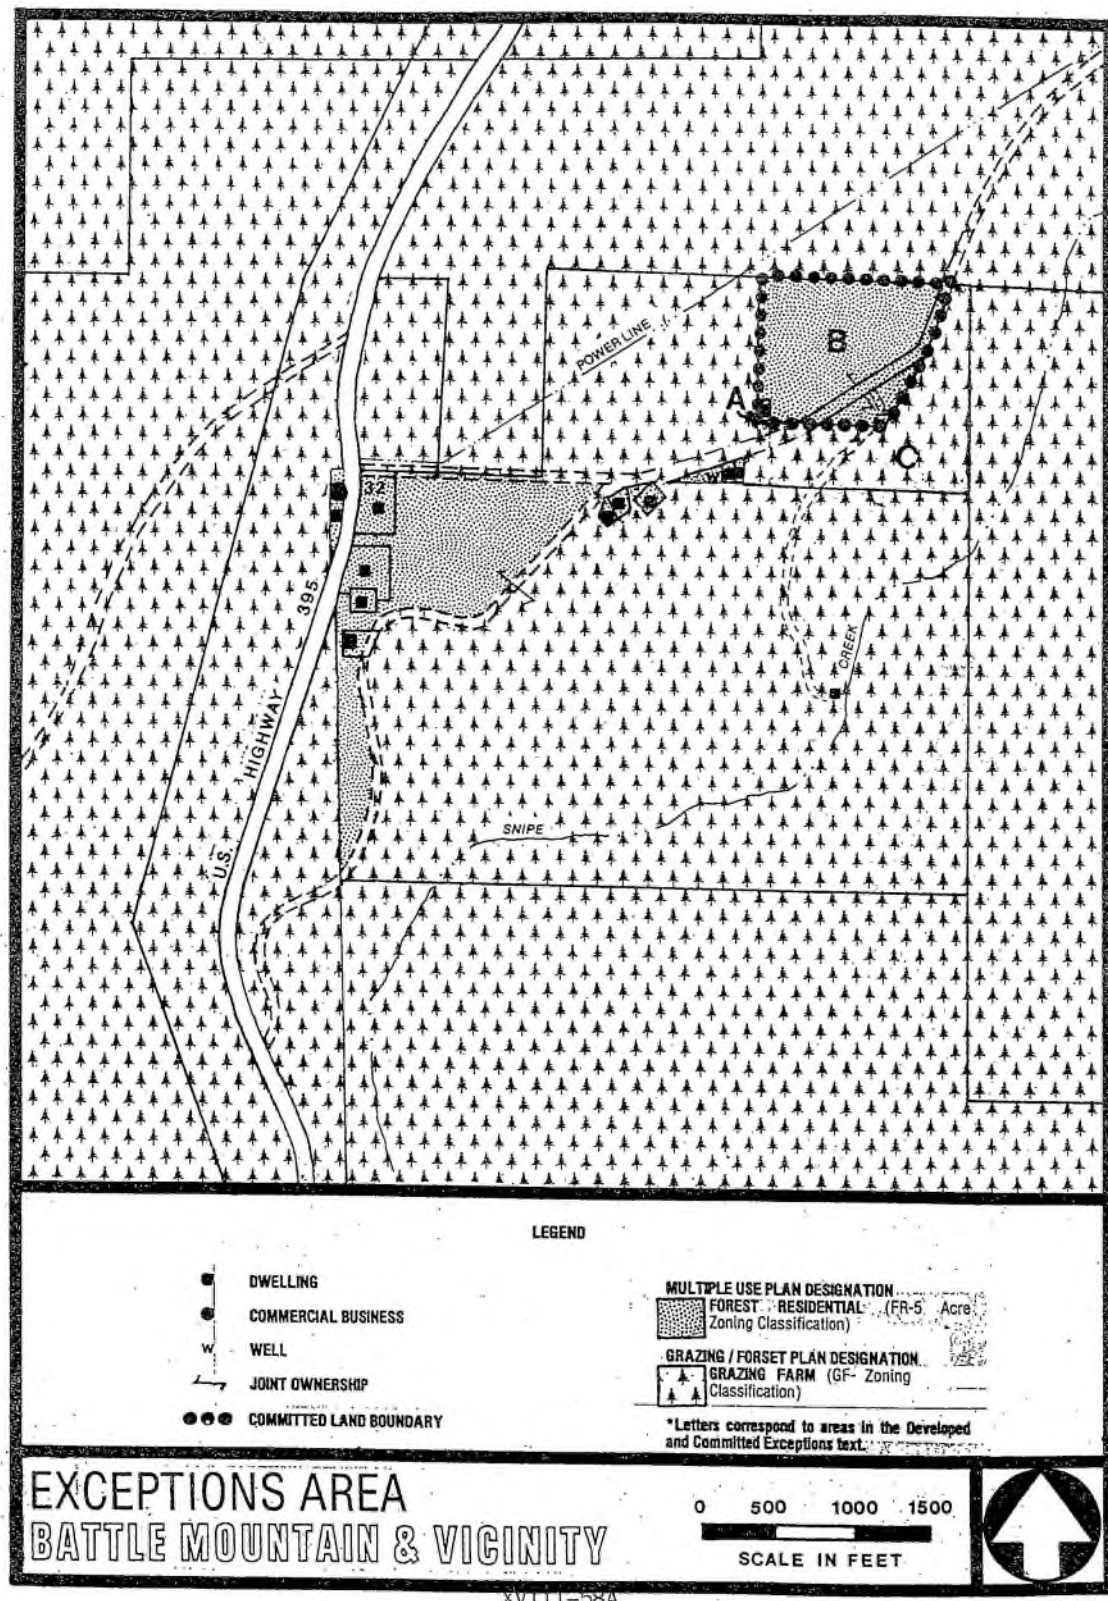 POWER LINE
B
A
C
W
32
395
HIGHWAY
U.S.
CREEK
SNIPE
LEGEND
DWELLING
COMMERCIAL BUSINESS
W WELL
JOINT OWNERSHIP
COMMITTED LAND BOUNDARY
MULTIPLE USE PLAN DESIGNATION
FOREST RESIDENTIAL (FR-5 Acre
Zoning Classification)
GRAZING / FORSET PLAN DESIGNATION
GRAZING FARM (GF- Zoning
Classification)
*Letters correspond to areas in the Developed
and Committed Exceptions text.
EXCEPTIONS AREA
BATTLE MOUNTAIN & VICINITY
0 500 1000 1500
SCALE IN FEET
XVIII-58A